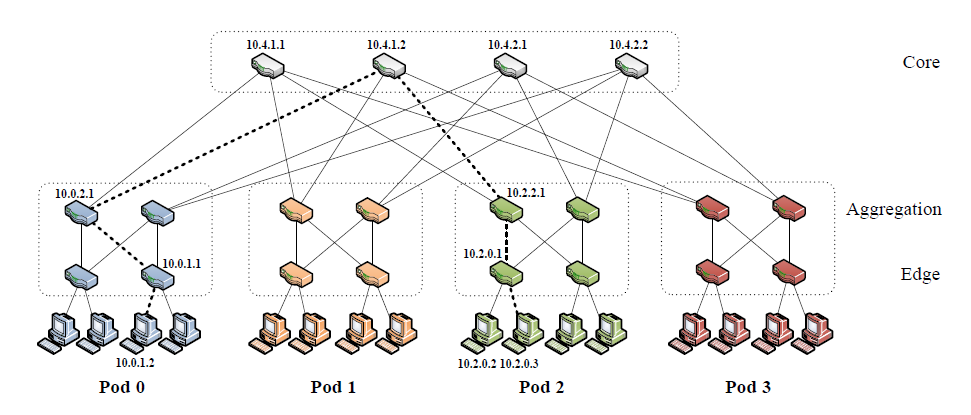 10.4.1.1 10.4.1.2 10.4.2.1 10.4.2.2
Core
10.0.2.1 10.2.2.1
Aggregation
10.0.1.1 10.2.0.1
Edge
10.0.1.2 10.2.0.2 10.2.0.3
Pod 0 Pod 1 Pod 2 Pod 3